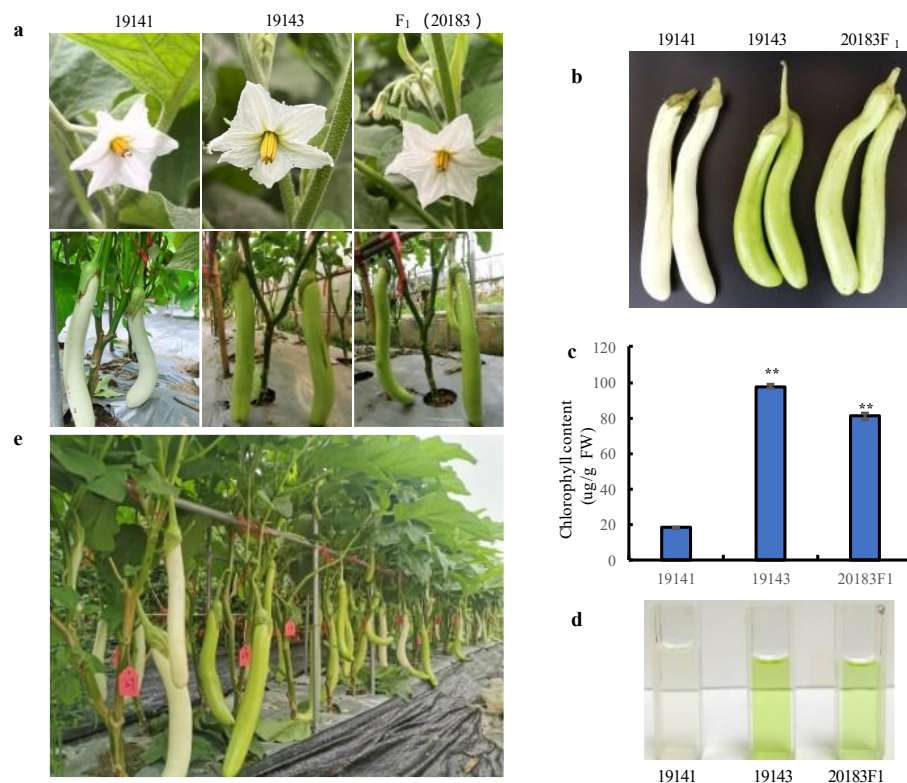 19141 19143 F₁ (20183)
a
19141 19143 20183F₁
b
c
Chlorophyll content
(ug/g FW)
120
100
80
60
40
20
0
**
**
19141 19143 20183F1
d
19141 19143 20183F1
e